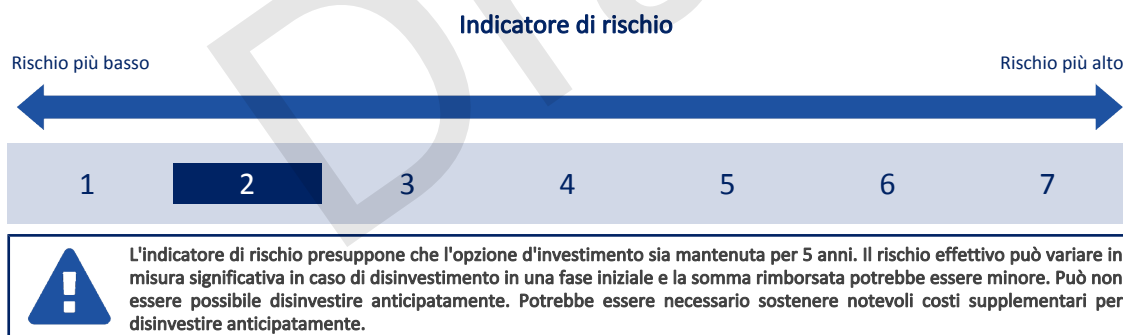 Indicatore di rischio
Rischio più basso
Rischio più alto
1 2 3 4 5 6 7
L'indicatore di rischio presuppone che l'opzione d'investimento sia mantenuta per 5 anni. Il rischio effettivo può variare in
misura significativa in caso di disinvestimento in una fase iniziale e la somma rimborsata potrebbe essere minore. Può non
essere possibile disinvestire anticipatamente. Potrebbe essere necessario sostenere notevoli costi supplementari per
disinvestire anticipatamente.